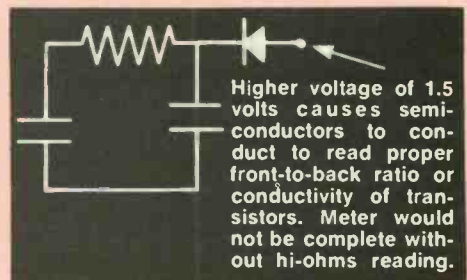 Higher voltage of 1.5
volts causes semi-
conductors to con-
duct to read proper
front-to-back ratio or
conductivity of tran-
sistors. Meter would
not be complete with-
out hi-ohms reading.